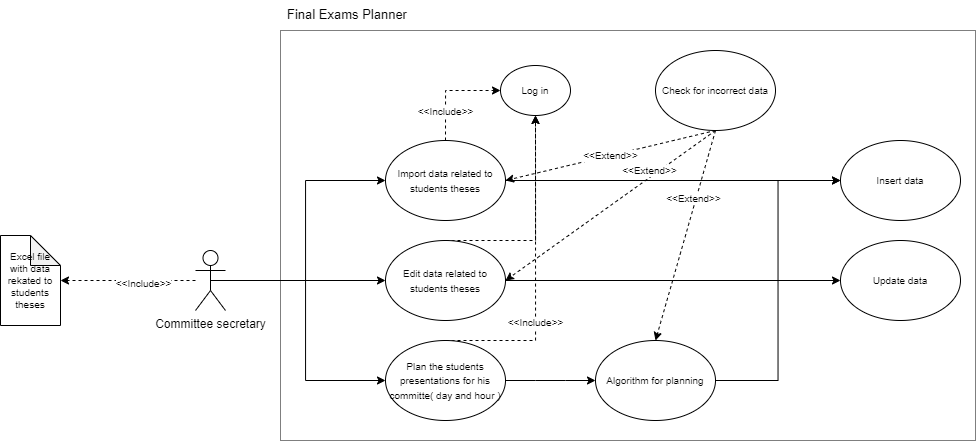 Final Exams Planner
Log in
Check for incorrect data
<<Include>>
<<Extend>>
<<Extend>>
Import data related to
students theses
Insert data
<<Extend>>
Excel file
with data
rekated to
students
theses
<<Include>>
Edit data related to
students theses
Update data
Committee secretary
<<Include>>
Plan the students
presentations for his
committe( day and hour )
Algorithm for planning